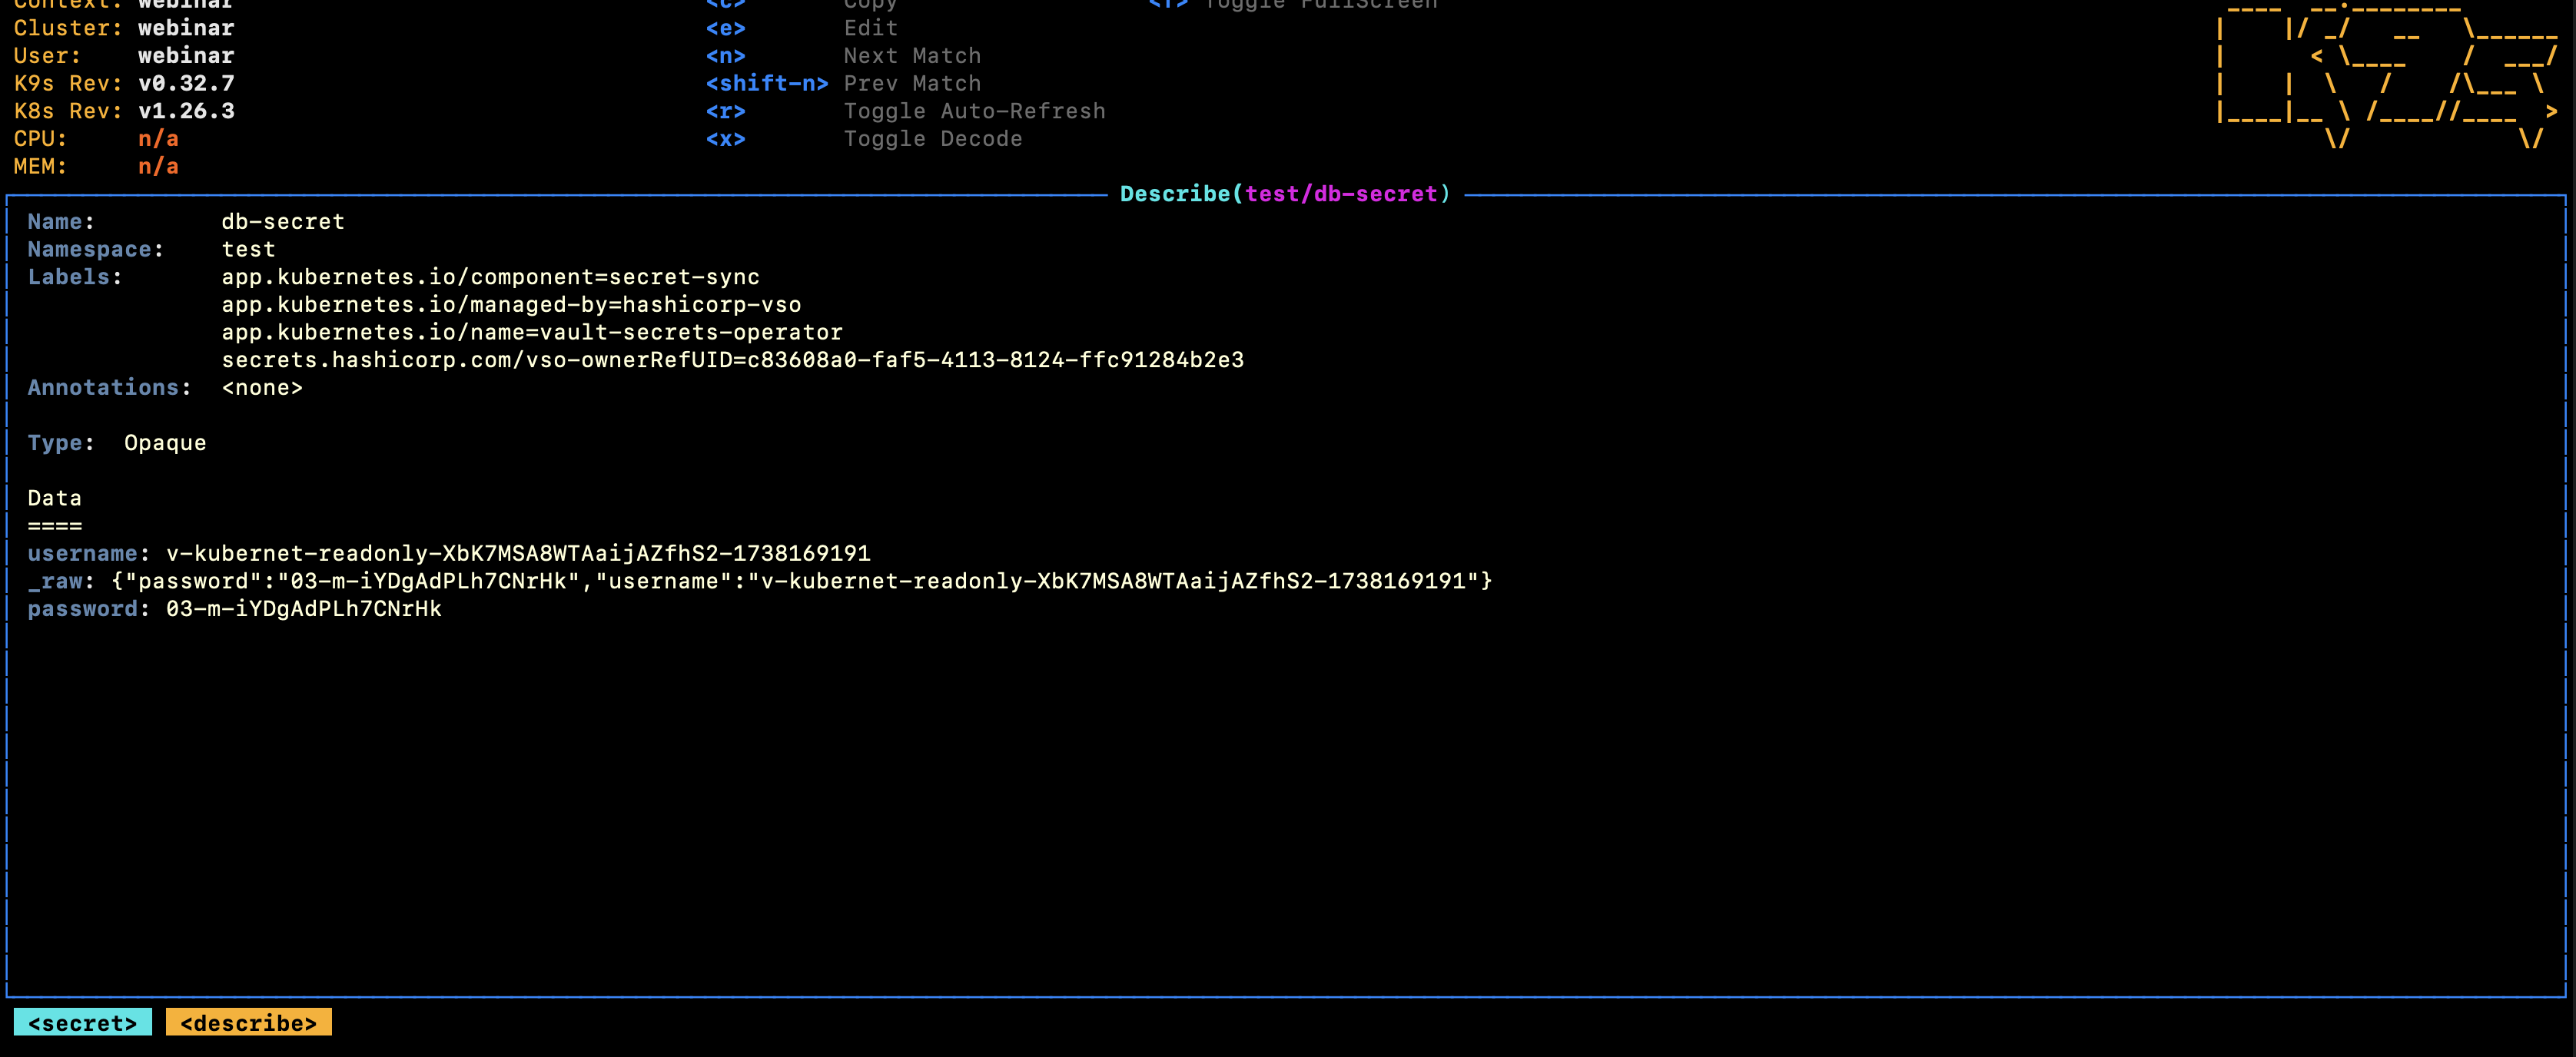 Context: webinar <c> Copy <f> Toggle FullScreen
Cluster: webinar <e> Edit
User: webinar <n> Next Match
K9s Rev: v0.32.7 <shift-n> Prev Match
K8s Rev: v1.26.3 <r> Toggle Auto-Refresh
CPU: n/a <x> Toggle Decode
MEM: n/a
Describe(test/db-secret)
Name: db-secret
Namespace: test
Labels: app.kubernetes.io/component=secret-sync
app.kubernetes.io/managed-by=hashicorp-vso
app.kubernetes.io/name=vault-secrets-operator
secrets.hashicorp.com/vso-ownerRefUID=c83608a0-faf5-4113-8124-ffc91284b2e3
Annotations: <none>
Type: Opaque
Data
====
username: v-kubernet-readonly-XbK7MSA8WTAaijAZfhS2-1738169191
_raw: {"password":"03-m-iYDgAdPLh7CNrHk","username":"v-kubernet-readonly-XbK7MSA8WTAaijAZfhS2-1738169191"}
password: 03-m-iYDgAdPLh7CNrHk
<secret> <describe>